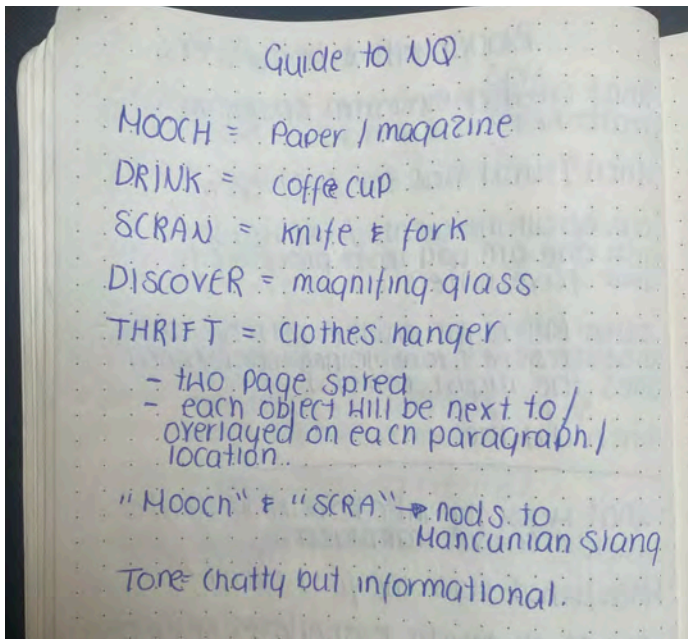 Guide to NQ
MOOCH = Paper / magazine
DRINK = coffee cup
SCRAN = knife & fork
DISCOVER = magnifing glass
THRIFT = Clothes hanger
- two page spred
- each object will be next to /
overlayed on each paragraph /
location.
"Mooch" & "SCRA" → nods to
Mancunian Slang
Tone= Chatty but informational.